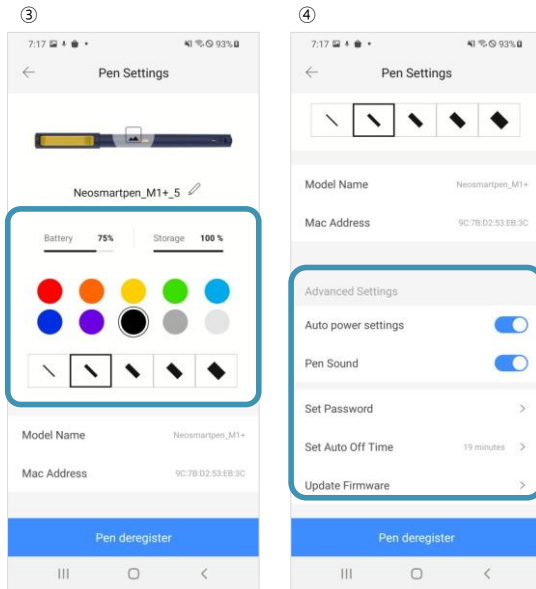 ③
7:17 93%
Pen Settings
Neosmartpen_M1+_5
Battery 75% Storage 100 %
Model Name Neosmartpen_M1+
Mac Address 9C:7B:D2:53:EB:3C
Pen deregister
④
7:17 93%
Pen Settings
Model Name Neosmartpen_M1+
Mac Address 9C:7B:D2:53:EB:3C
Advanced Settings
Auto power settings
Pen Sound
Set Password
Set Auto Off Time 19 minutes
Update Firmware
Pen deregister